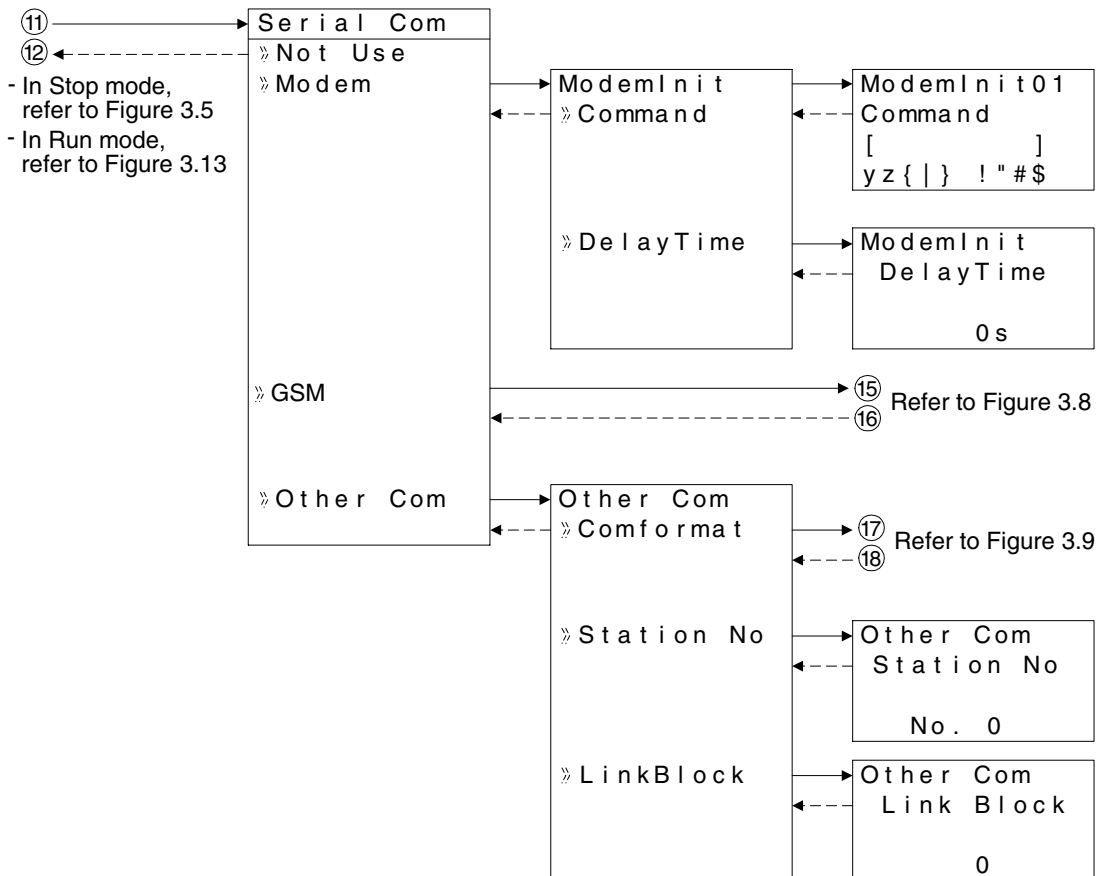 ⑪
⑫
- In Stop mode,
refer to Figure 3.5
- In Run mode,
refer to Figure 3.13
Serial Com
»Not Use
»Modem
»GSM
»Other Com
ModemInit
»Command
»DelayTime
ModemInit01
Command
[ ]
yz{|} !"#$
ModemInit
DelayTime
0s
⑮
⑯
Refer to Figure 3.8
Other Com
»Comformat
»Station No
»LinkBlock
⑰
⑱
Refer to Figure 3.9
Other Com
Station No
No. 0
Other Com
Link Block
0